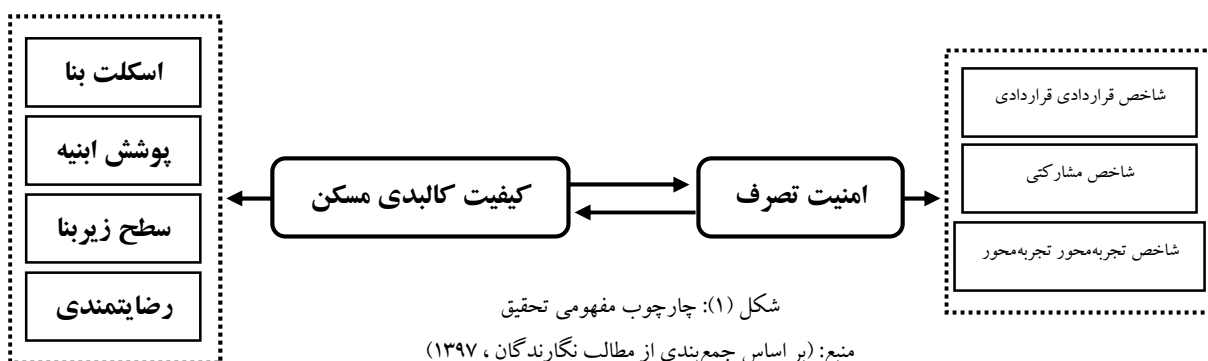 شاخص قراردادی قراردادی
شاخص مشارکتی
شاخص تجربه‌محور تجربه‌محور
امنیت تصرف
کیفیت کالبدی مسکن
اسکلت بنا
پوشش ابنیه
سطح زیربنا
رضایتمندی
شکل (۱): چارچوب مفهومی تحقیق
منبع: (بر اساس جمع‌بندی از مطالب نگارندگان ، ۱۳۹۷)